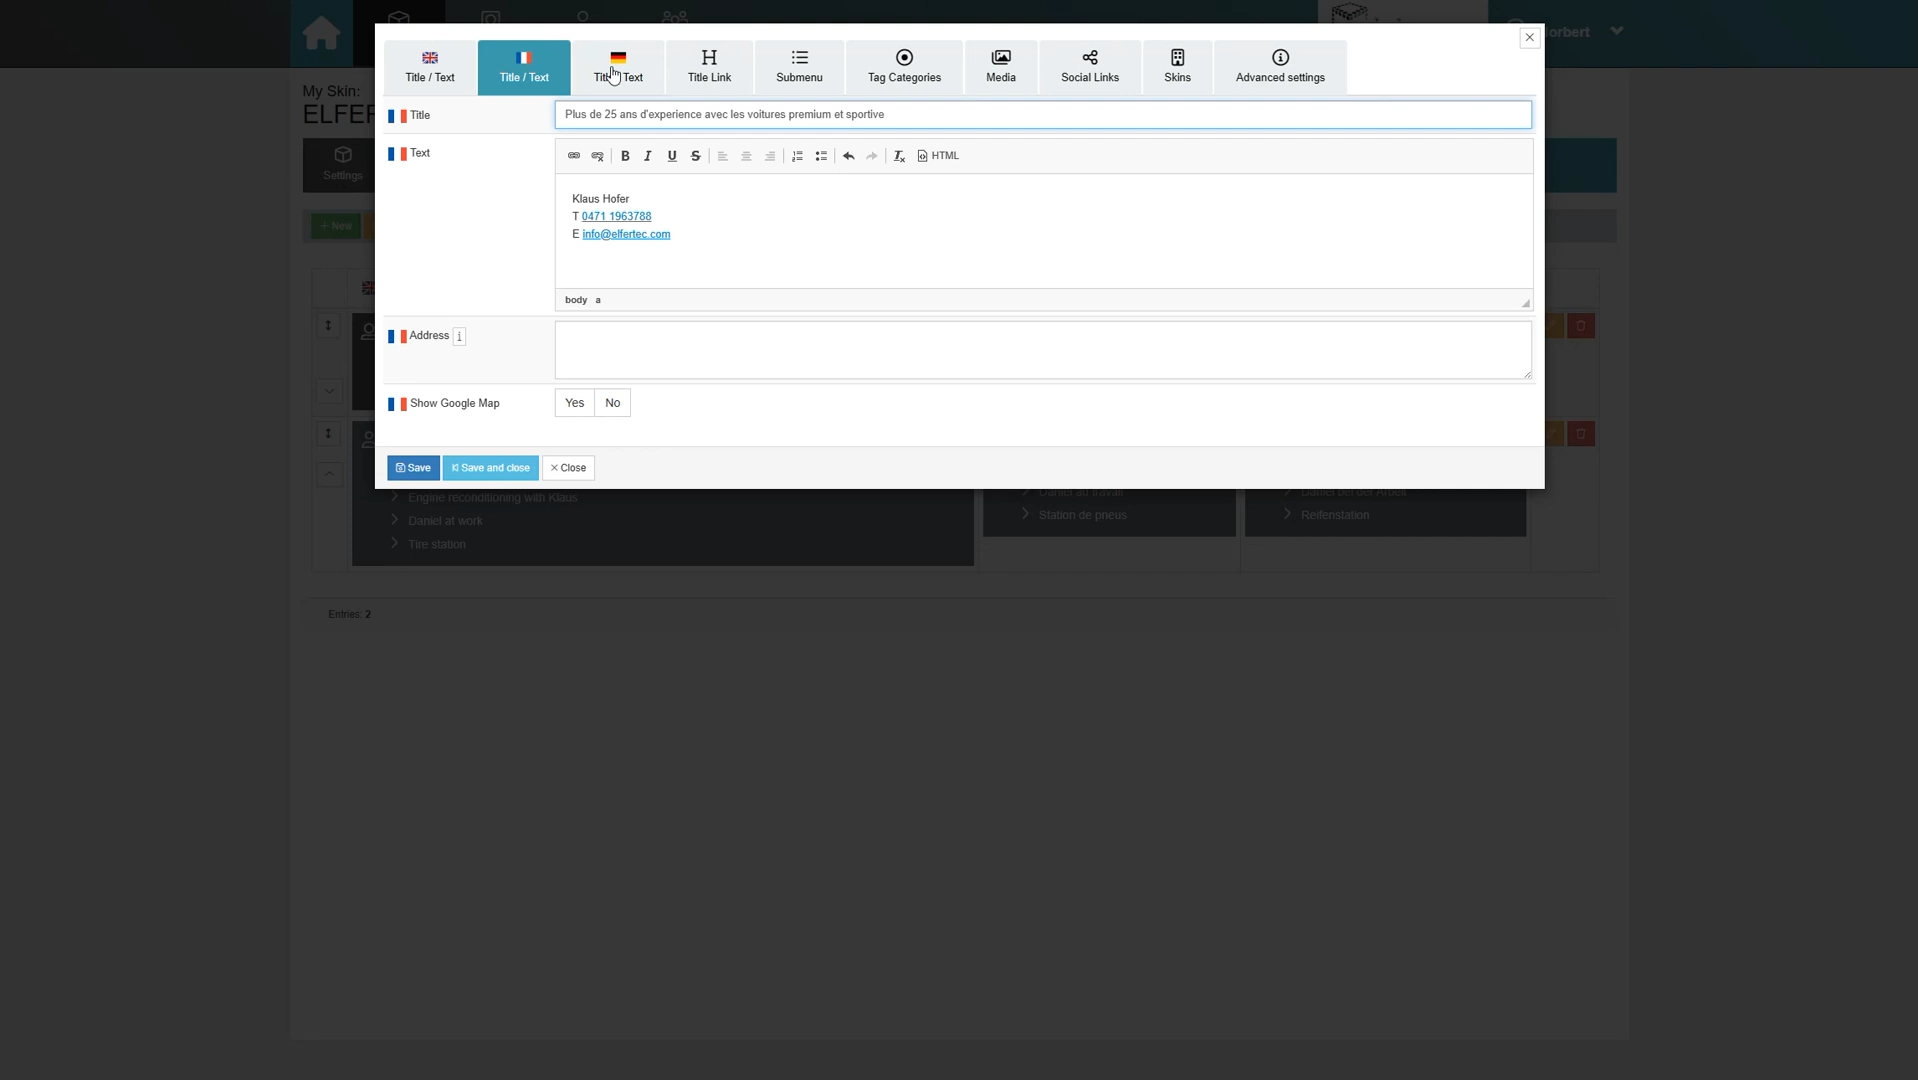 Norbert
Title / Text
Title / Text
Title / Text
Title Link
Submenu
Tag Categories
Media
Social Links
Skins
Advanced settings
My Skin:
ELFER
Title
Plus de 25 ans d'experience avec les voitures premium et sportive
Text
HTML
Settings
Klaus Hofer
T 0471 1963788
E info@elfertec.com
+ New
body a
Address i
Show Google Map
Yes No
Save
Save and close
Close
Engine reconditioning with Klaus
Daniel at work
Tire station
Daniel au travail
Station de pneus
Daniel bei der Arbeit
Reifenstation
Entries: 2